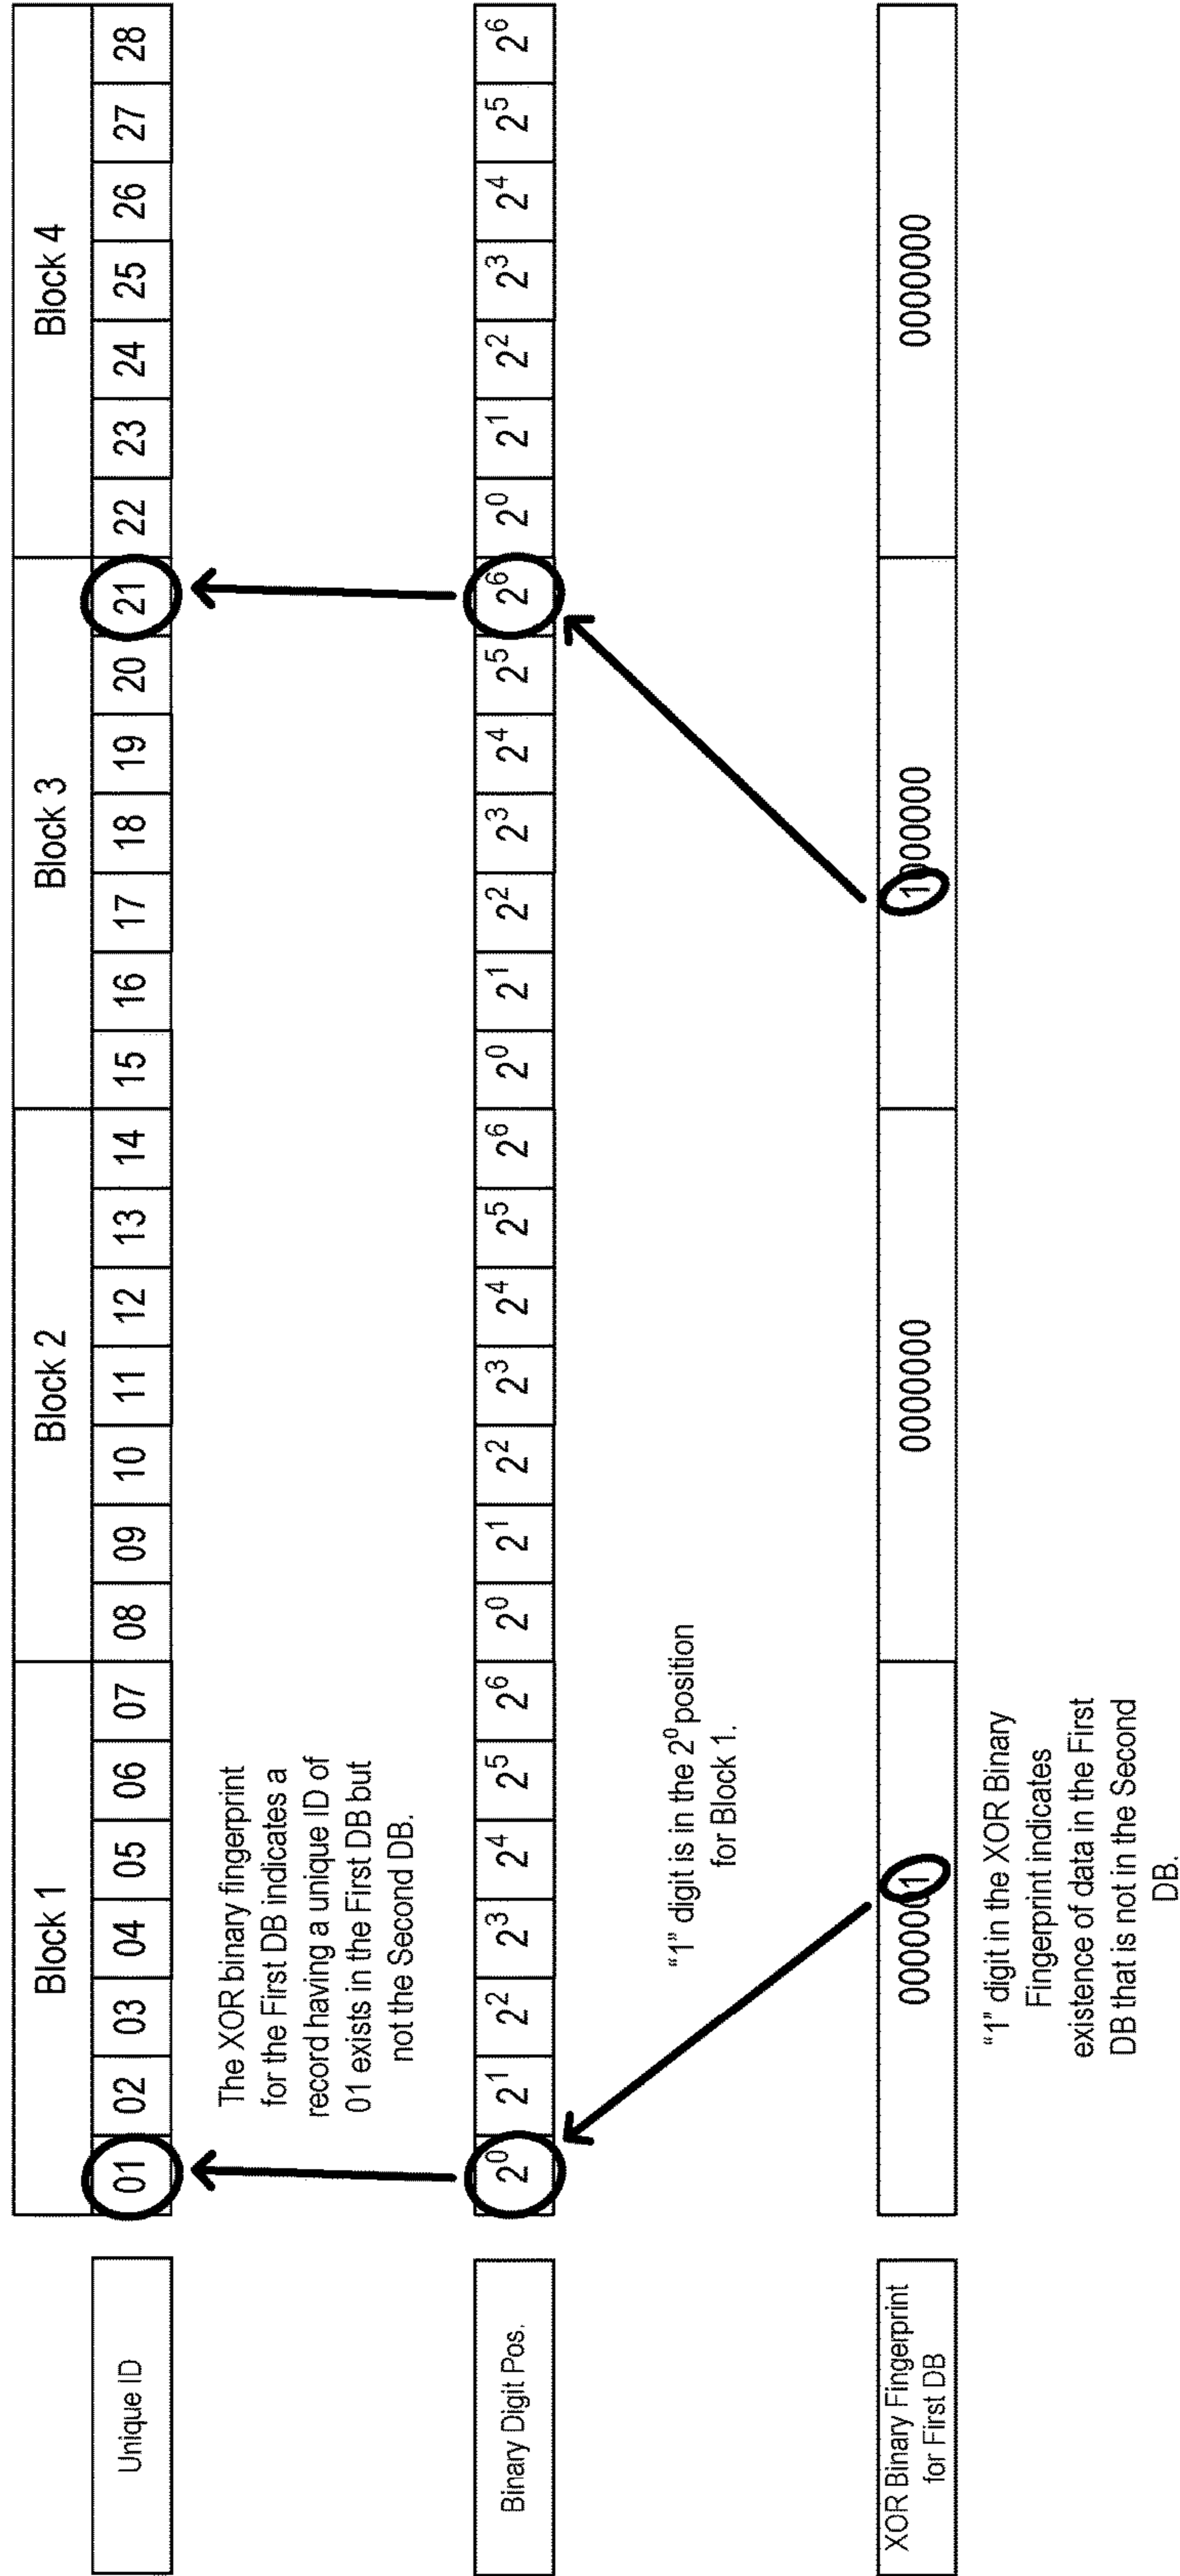 Block 1 Block 2 Block 3 Block 4
Unique ID 01 02 03 04 05 06 07 08 09 10 11 12 13 14 15 16 17 18 19 20 21 22 23 24 25 26 27 28
The XOR binary fingerprint
for the First DB indicates a
record having a unique ID of
01 exists in the First DB but
not the Second DB.
Binary Digit Pos. 2⁰ 2¹ 2² 2³ 2⁴ 2⁵ 2⁶ 2⁰ 2¹ 2² 2³ 2⁴ 2⁵ 2⁶ 2⁰ 2¹ 2² 2³ 2⁴ 2⁵ 2⁶ 2⁰ 2¹ 2² 2³ 2⁴ 2⁵ 2⁶
“1” digit is in the 2⁰ position
for Block 1.
XOR Binary Fingerprint
for First DB
0000001 0000000 1000000 0000000
“1” digit in the XOR Binary
Fingerprint indicates
existence of data in the First
DB that is not in the Second
DB.